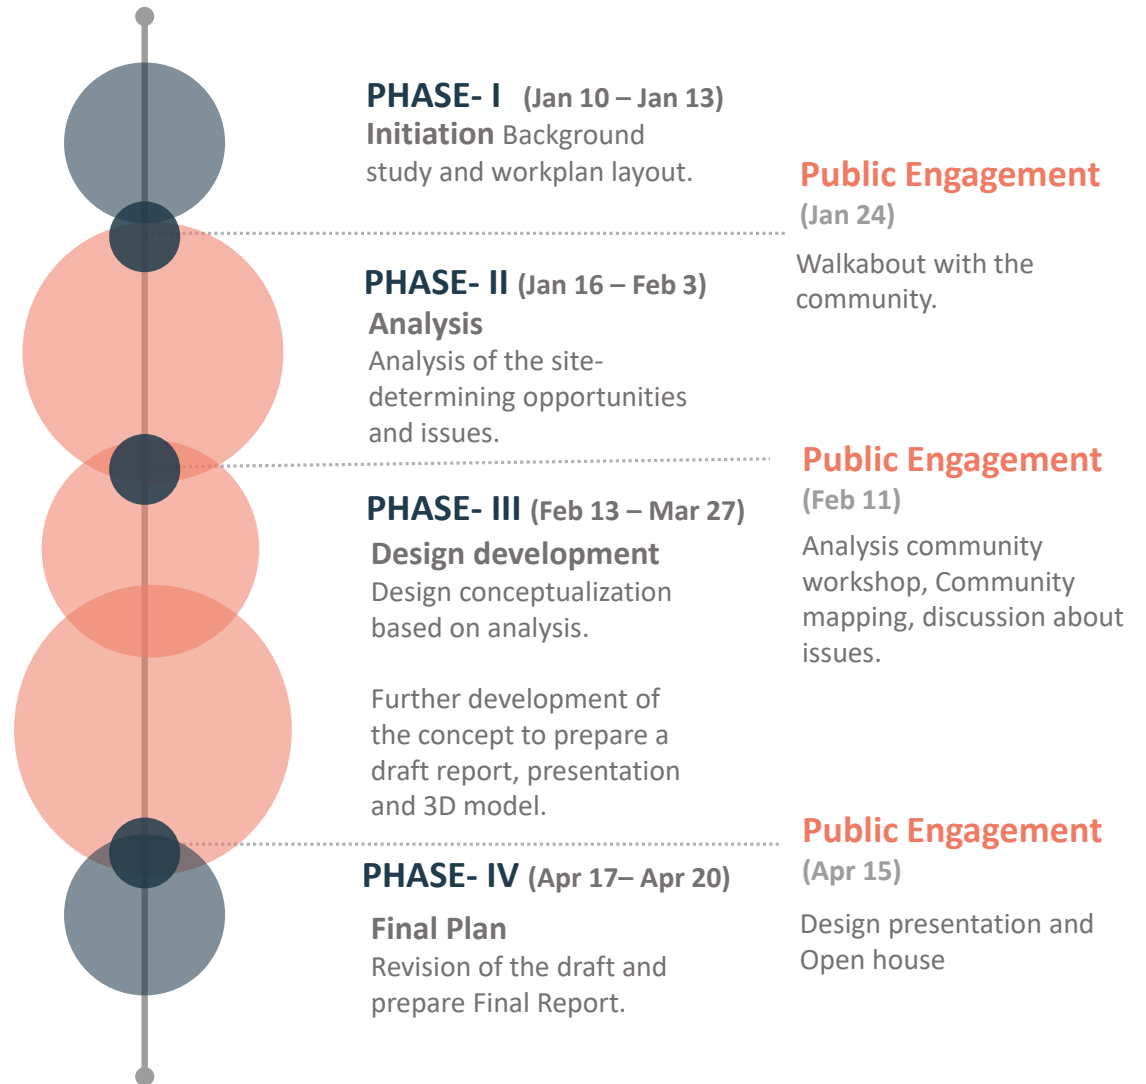 PHASE- I (Jan 10 – Jan 13)
Initiation Background
study and workplan layout.
Public Engagement
(Jan 24)
Walkabout with the
community.
PHASE- II (Jan 16 – Feb 3)
Analysis
Analysis of the site-
determining opportunities
and issues.
Public Engagement
(Feb 11)
Analysis community
workshop, Community
mapping, discussion about
issues.
PHASE- III (Feb 13 – Mar 27)
Design development
Design conceptualization
based on analysis.
Further development of
the concept to prepare a
draft report, presentation
and 3D model.
Public Engagement
(Apr 15)
Design presentation and
Open house
PHASE- IV (Apr 17– Apr 20)
Final Plan
Revision of the draft and
prepare Final Report.